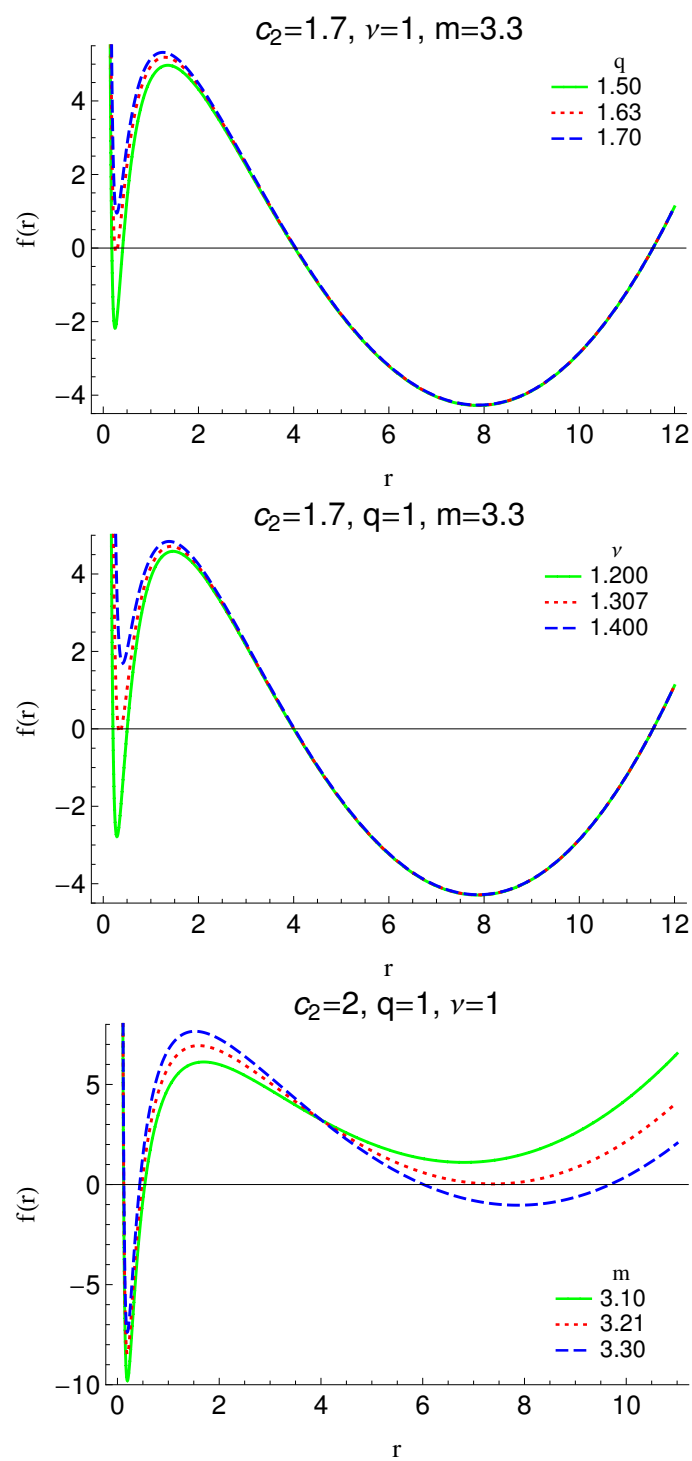 c₂=1.7, ν=1, m=3.3
q
1.50
1.63
1.70
f(r)
4
2
0
−2
−4
0 2 4 6 8 10 12
r
c₂=1.7, q=1, m=3.3
ν
1.200
1.307
1.400
f(r)
4
2
0
−2
−4
0 2 4 6 8 10 12
r
c₂=2, q=1, ν=1
f(r)
5
0
−5
−10
m
3.10
3.21
3.30
0 2 4 6 8 10
r